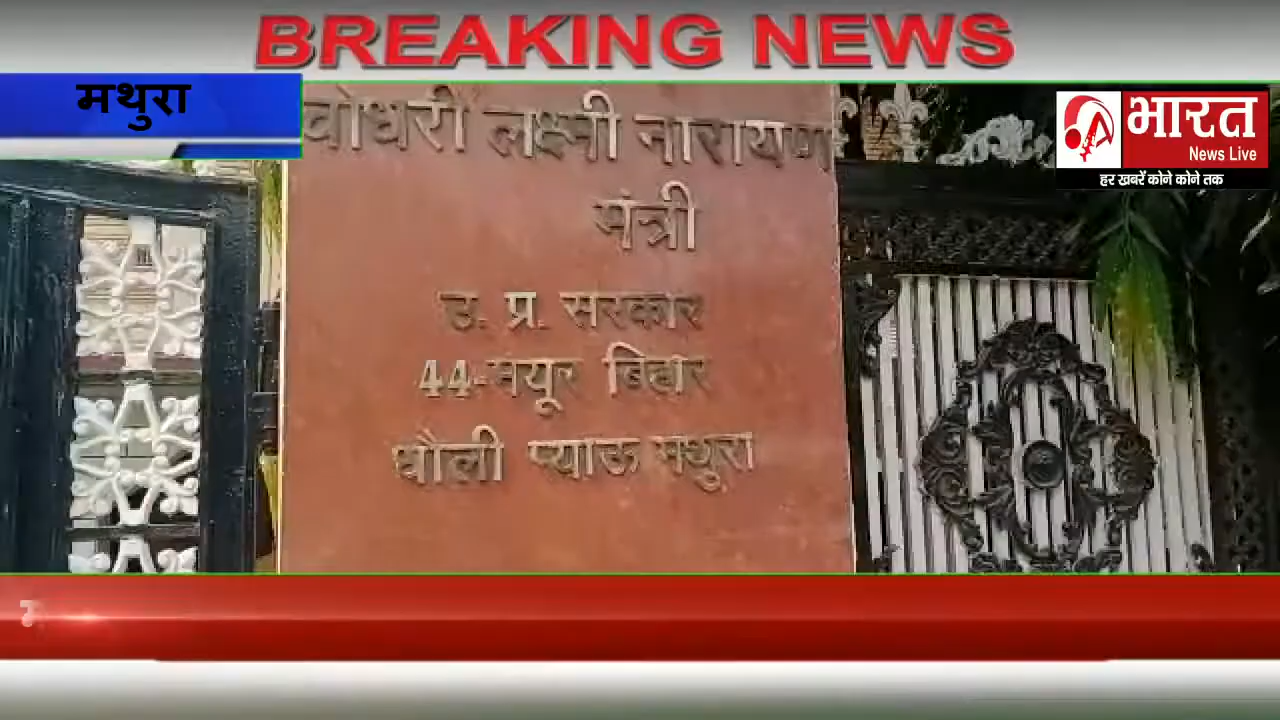 BREAKING NEWS
मथुरा
भारत
News Live
हर खबरें कोने कोने तक
चोधरी लक्ष्मी नारायण
मंत्री
उ. प्र. सरकार
44-मयूर बिहार
धौली प्याऊ मथुरा